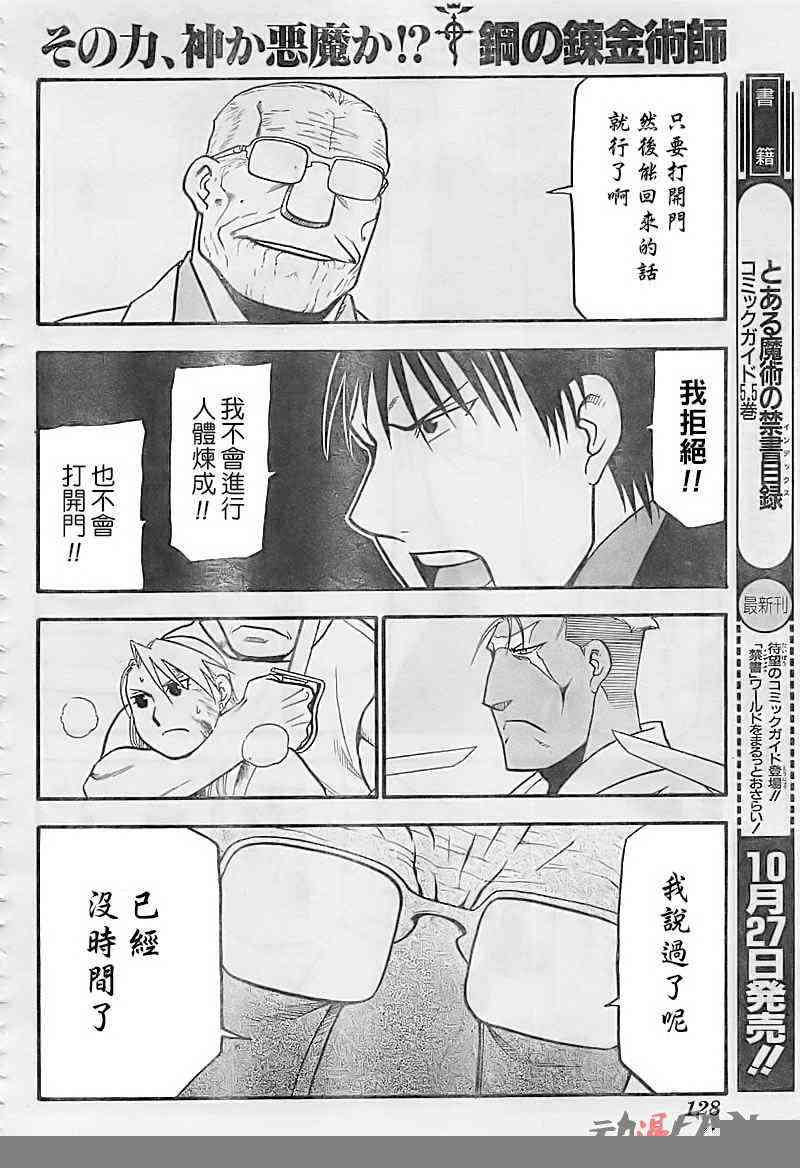 その力、神か悪魔か!?
鋼の錬金術師
只要打開門
然後能回來的話
就行了啊
我拒絕!!
我不會進行
人體煉成!!
也不會
打開門!!
我說過了呢
已經
沒時間了
書籍
とある魔術の禁書目録
インデックス
コミックガイド5.5巻
最新刊
待望のコミックガイド登場!!
「禁書」ワールドをまるっとおさらい!
10月27日発売!!
128
动漫FAN